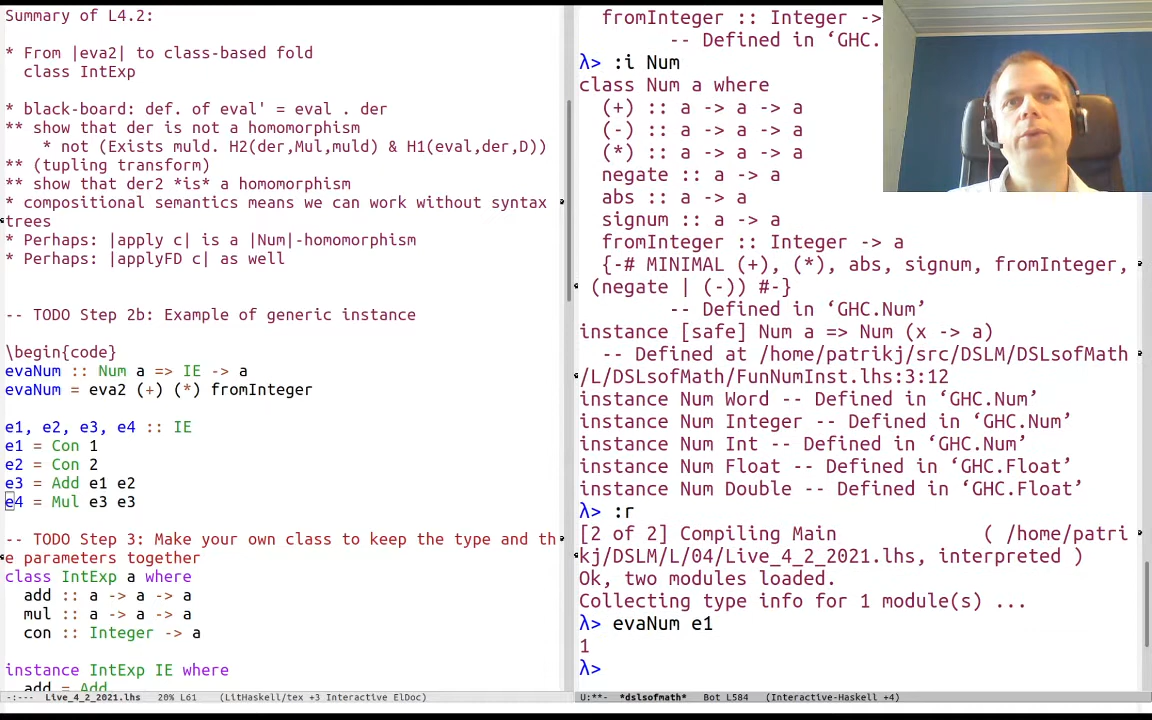 Summary of L4.2:
* From |eva2| to class-based fold
class IntExp
* black-board: def. of eval' = eval . der
** show that der is not a homomorphism
* not (Exists muld. H2(der,Mul,muld) & H1(eval,der,D))
** (tupling transform)
** show that der2 *is* a homomorphism
* compositional semantics means we can work without syntax
trees
* Perhaps: |apply c| is a |Num|-homomorphism
* Perhaps: |applyFD c| as well
-- TODO Step 2b: Example of generic instance
\begin{code}
evaNum :: Num a => IE -> a
evaNum = eva2 (+) (*) fromInteger
e1, e2, e3, e4 :: IE
e1 = Con 1
e2 = Con 2
e3 = Add e1 e2
e4 = Mul e3 e3
-- TODO Step 3: Make your own class to keep the type and th
e parameters together
class IntExp a where
add :: a -> a -> a
mul :: a -> a -> a
con :: Integer -> a
instance IntExp IE where
add = Add
-:--- Live_4_2_2021.lhs 20% L61 (LitHaskell/tex +3 Interactive ElDoc)
fromInteger :: Integer ->
-- Defined in ‘GHC.
λ> :i Num
class Num a where
(+) :: a -> a -> a
(-) :: a -> a -> a
(*) :: a -> a -> a
negate :: a -> a
abs :: a -> a
signum :: a -> a
fromInteger :: Integer -> a
{-# MINIMAL (+), (*), abs, signum, fromInteger,
(negate | (-)) #-}
-- Defined in ‘GHC.Num’
instance [safe] Num a => Num (x -> a)
-- Defined at /home/patrikj/src/DSLM/DSLsofMath
/L/DSLsofMath/FunNumInst.lhs:3:12
instance Num Word -- Defined in ‘GHC.Num’
instance Num Integer -- Defined in ‘GHC.Num’
instance Num Int -- Defined in ‘GHC.Num’
instance Num Float -- Defined in ‘GHC.Float’
instance Num Double -- Defined in ‘GHC.Float’
λ> :r
[2 of 2] Compiling Main ( /home/patri
kj/DSLM/L/04/Live_4_2_2021.lhs, interpreted )
Ok, two modules loaded.
Collecting type info for 1 module(s) ...
λ> evaNum e1
1
λ>
U:**- *dslsofmath* Bot L584 (Interactive-Haskell +4)